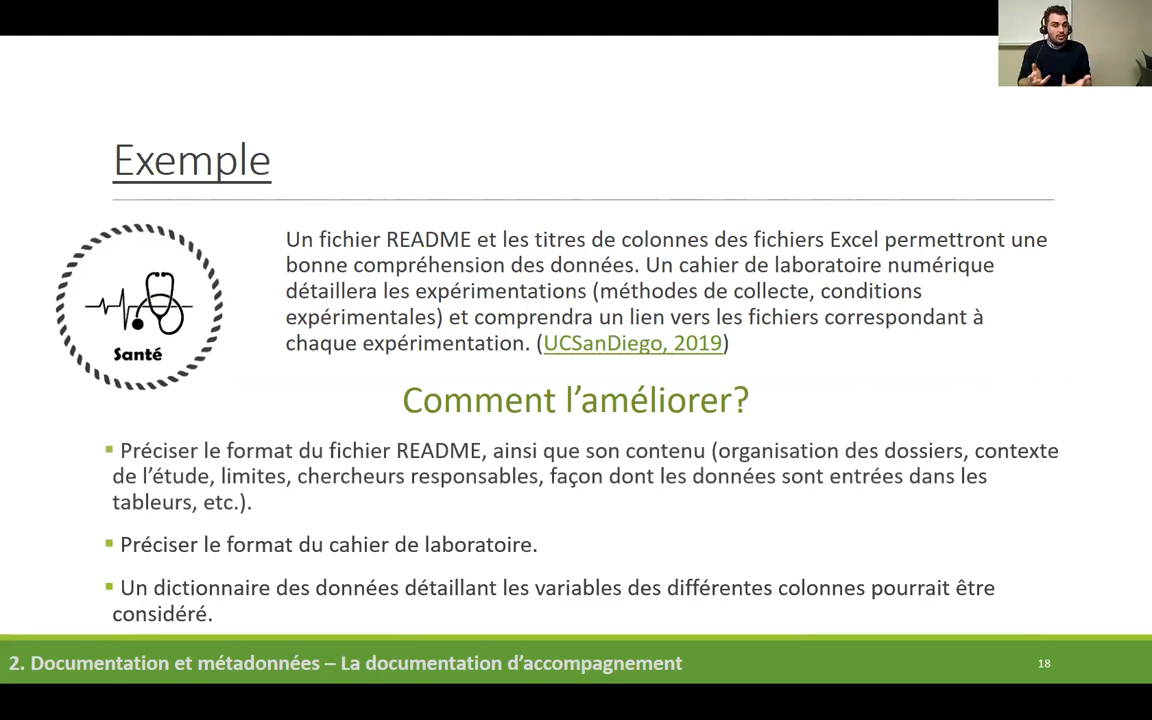 Exemple
Un fichier README et les titres de colonnes des fichiers Excel permettront une
bonne compréhension des données. Un cahier de laboratoire numérique
détaillera les expérimentations (méthodes de collecte, conditions
expérimentales) et comprendra un lien vers les fichiers correspondant à
chaque expérimentation. (UCSanDiego, 2019)
Santé
Comment l’améliorer?
▪ Préciser le format du fichier README, ainsi que son contenu (organisation des dossiers, contexte
de l’étude, limites, chercheurs responsables, façon dont les données sont entrées dans les
tableurs, etc.).
▪ Préciser le format du cahier de laboratoire.
▪ Un dictionnaire des données détaillant les variables des différentes colonnes pourrait être
considéré.
2. Documentation et métadonnées – La documentation d’accompagnement
18